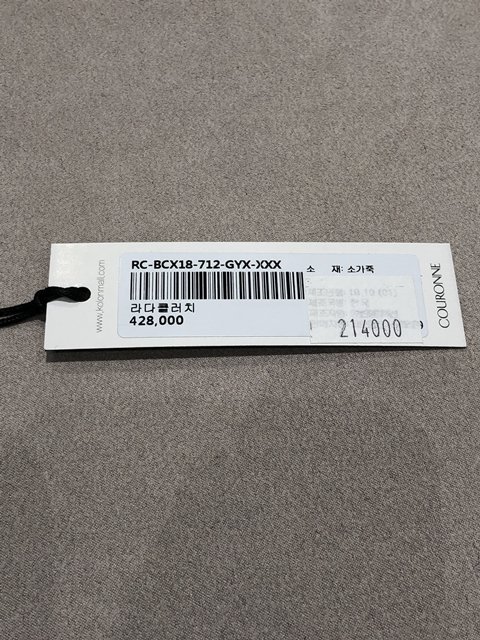 www.kolonmall.com
RC-BCX18-712-GYX-XXX
소 재: 소가죽
라다클러치
428,000
214000
COURONNE